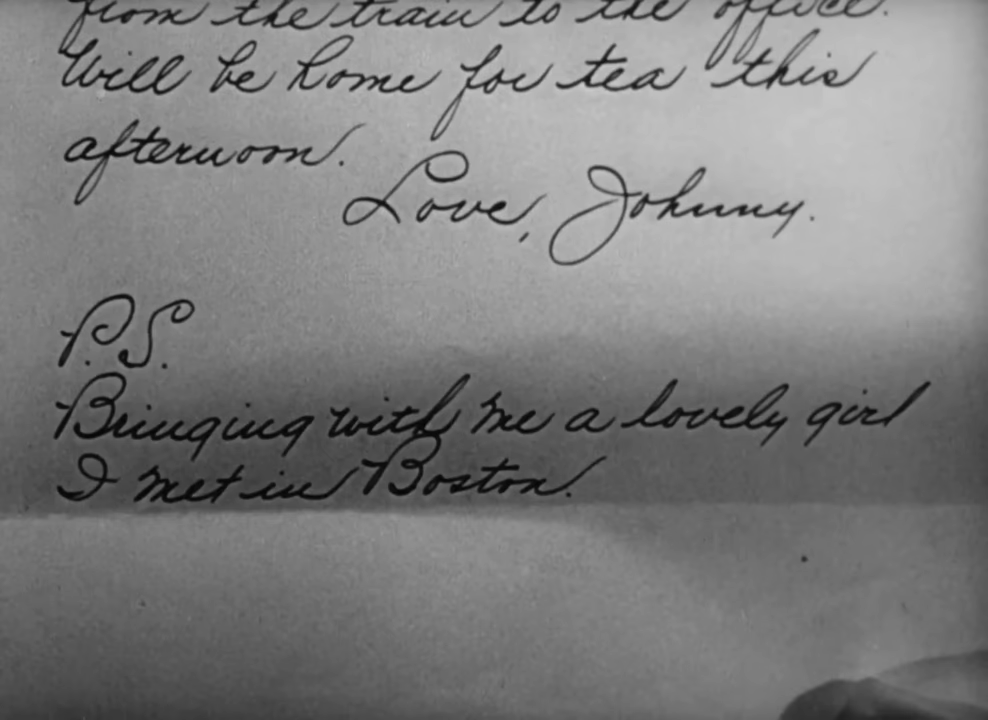 from the train to the office.
Will be home for tea this
afternoon.
Love, Johnny.
P.S.
Bringing with me a lovely girl
I met in Boston.